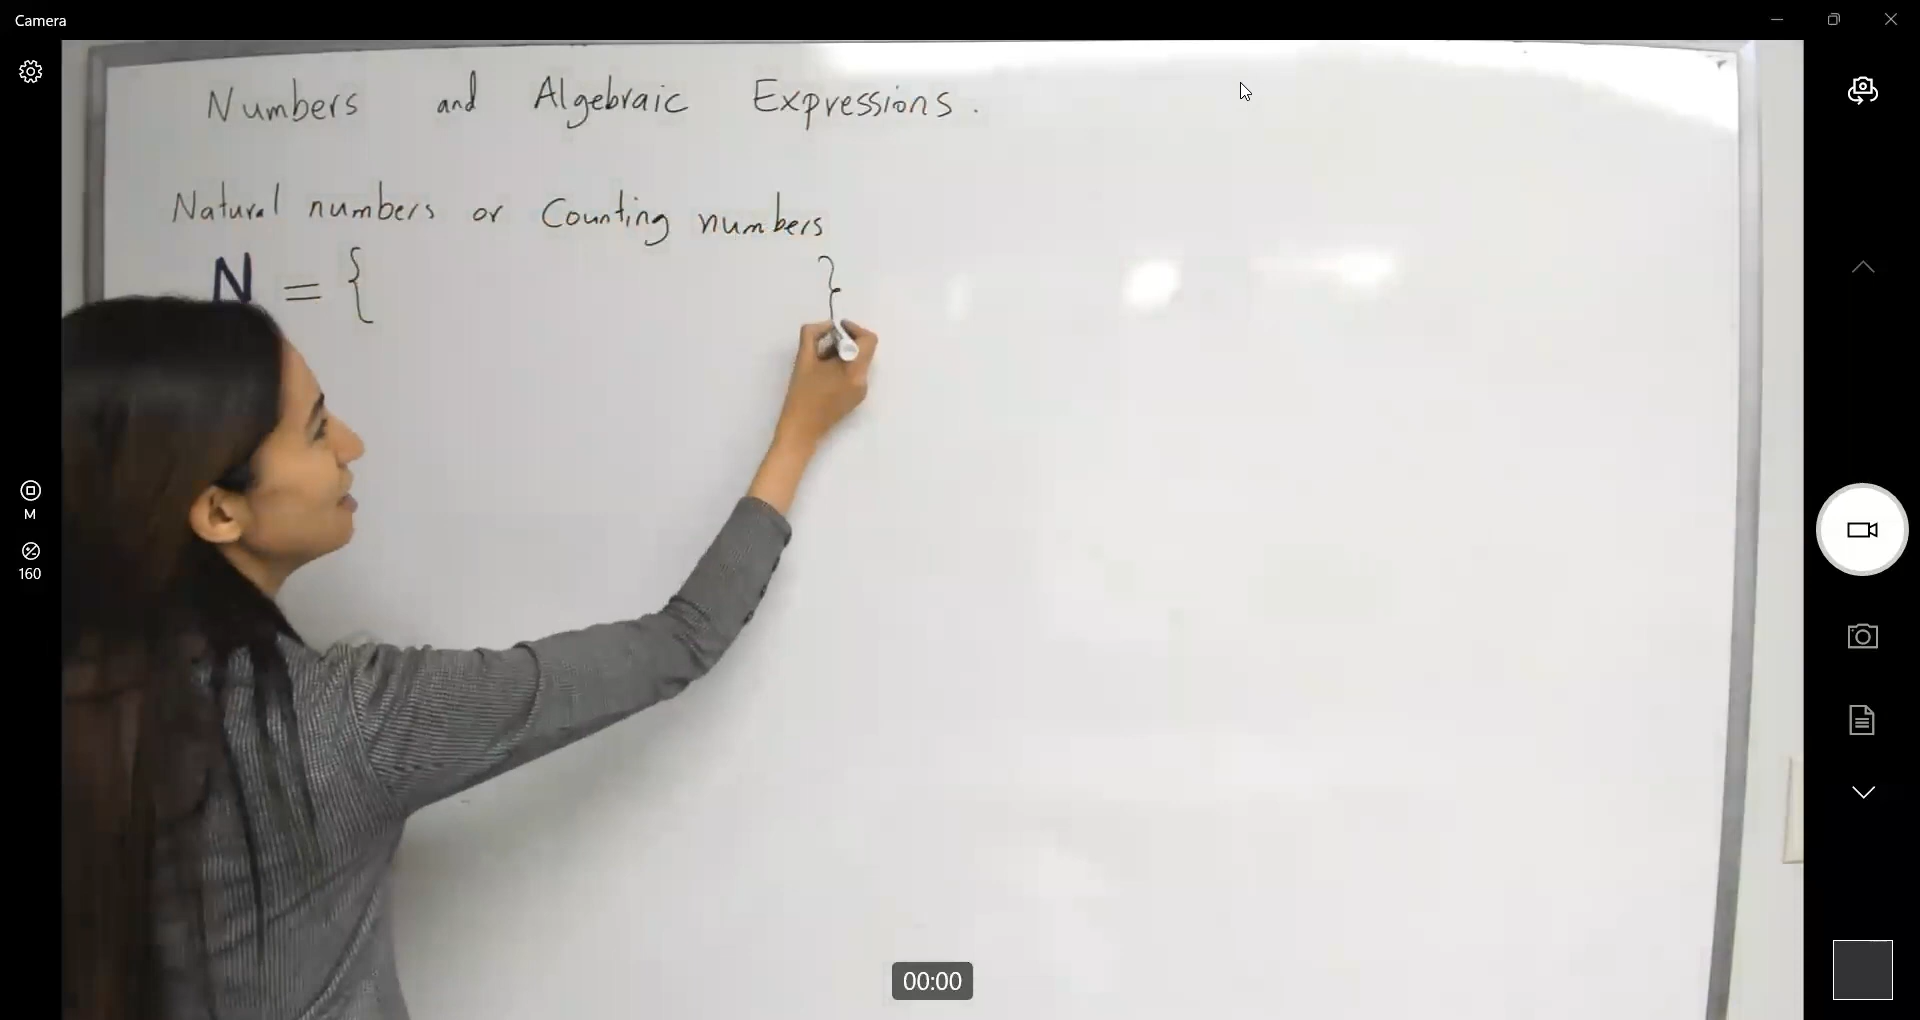 Camera
Numbers and Algebraic Expressions.
Natural numbers or Counting numbers
N = { }
M
160
00:00